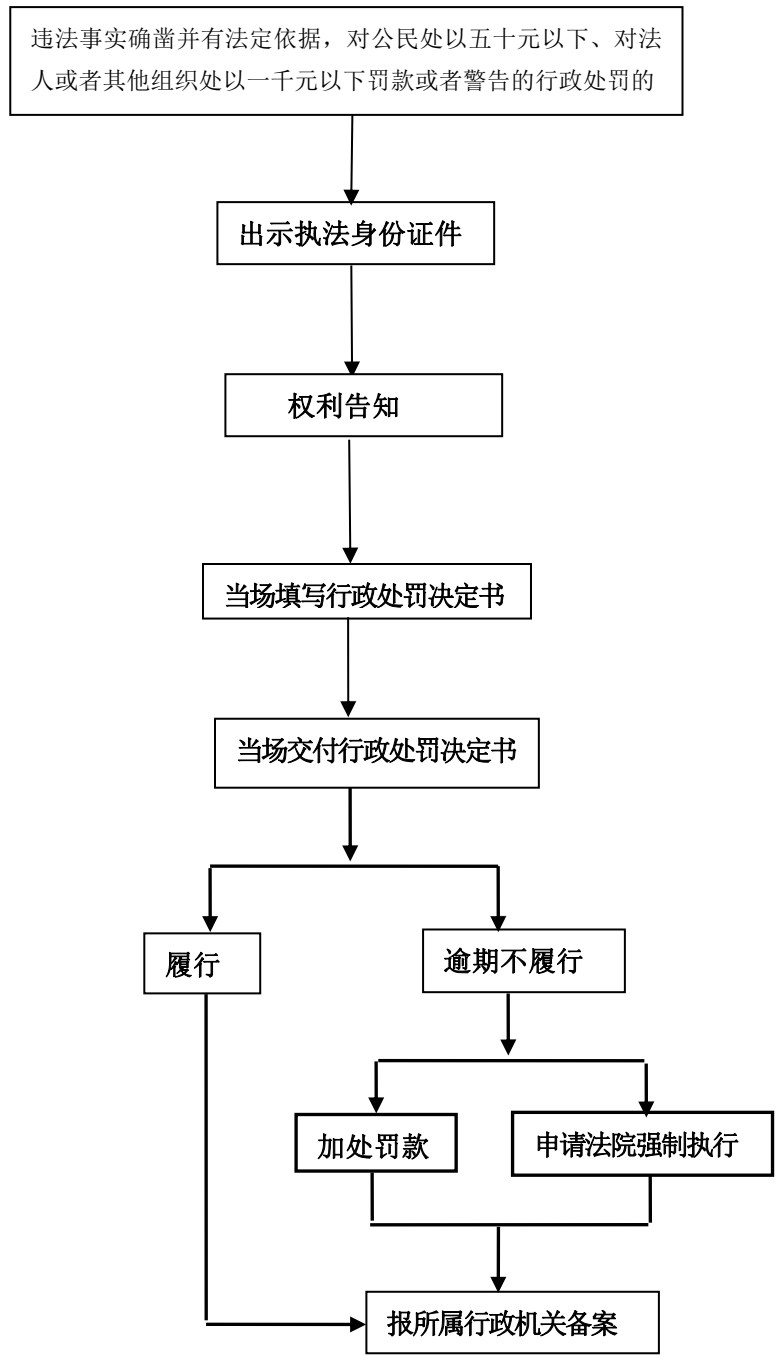 违法事实确凿并有法定依据，对公民处以五十元以下、对法
人或者其他组织处以一千元以下罚款或者警告的行政处罚的
出示执法身份证件
权利告知
当场填写行政处罚决定书
当场交付行政处罚决定书
履行
逾期不履行
加处罚款
申请法院强制执行
报所属行政机关备案